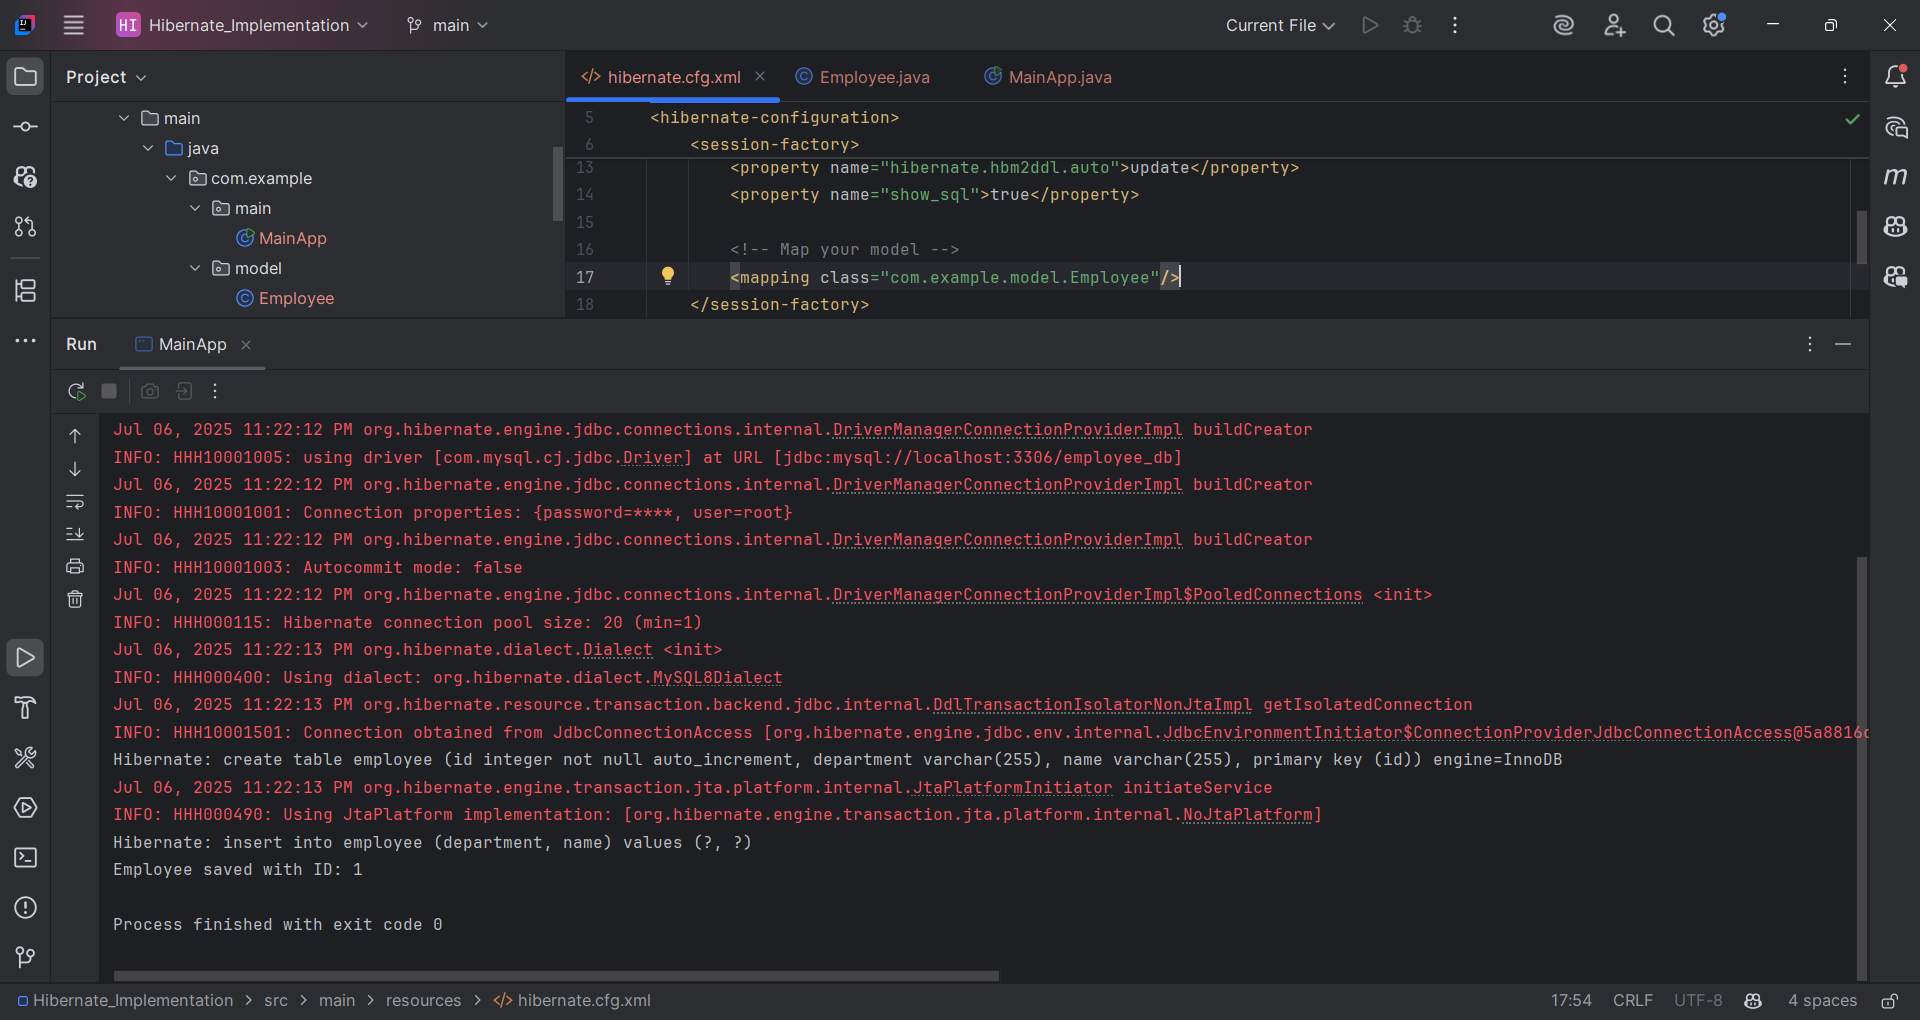 HI Hibernate_Implementation main Current File
Project
main
java
com.example
main
MainApp
model
Employee
hibernate.cfg.xml Employee.java MainApp.java
5 <hibernate-configuration>
6 <session-factory>
13 <property name="hibernate.hbm2ddl.auto">update</property>
14 <property name="show_sql">true</property>
15
16 <!-- Map your model -->
17 <mapping class="com.example.model.Employee"/>
18 </session-factory>
Run MainApp
Jul 06, 2025 11:22:12 PM org.hibernate.engine.jdbc.connections.internal.DriverManagerConnectionProviderImpl buildCreator
INFO: HHH10001005: using driver [com.mysql.cj.jdbc.Driver] at URL [jdbc:mysql://localhost:3306/employee_db]
Jul 06, 2025 11:22:12 PM org.hibernate.engine.jdbc.connections.internal.DriverManagerConnectionProviderImpl buildCreator
INFO: HHH10001001: Connection properties: {password=****, user=root}
Jul 06, 2025 11:22:12 PM org.hibernate.engine.jdbc.connections.internal.DriverManagerConnectionProviderImpl buildCreator
INFO: HHH10001003: Autocommit mode: false
Jul 06, 2025 11:22:12 PM org.hibernate.engine.jdbc.connections.internal.DriverManagerConnectionProviderImpl$PooledConnections <init>
INFO: HHH000115: Hibernate connection pool size: 20 (min=1)
Jul 06, 2025 11:22:13 PM org.hibernate.dialect.Dialect <init>
INFO: HHH000400: Using dialect: org.hibernate.dialect.MySQL8Dialect
Jul 06, 2025 11:22:13 PM org.hibernate.resource.transaction.backend.jdbc.internal.DdlTransactionIsolatorNonJtaImpl getIsolatedConnection
INFO: HHH10001501: Connection obtained from JdbcConnectionAccess [org.hibernate.engine.jdbc.env.internal.JdbcEnvironmentInitiator$ConnectionProviderJdbcConnectionAccess@5a8816
Hibernate: create table employee (id integer not null auto_increment, department varchar(255), name varchar(255), primary key (id)) engine=InnoDB
Jul 06, 2025 11:22:13 PM org.hibernate.engine.transaction.jta.platform.internal.JtaPlatformInitiator initiateService
INFO: HHH000490: Using JtaPlatform implementation: [org.hibernate.engine.transaction.jta.platform.internal.NoJtaPlatform]
Hibernate: insert into employee (department, name) values (?, ?)
Employee saved with ID: 1
Process finished with exit code 0
Hibernate_Implementation > src > main > resources > hibernate.cfg.xml 17:54 CRLF UTF-8 4 spaces